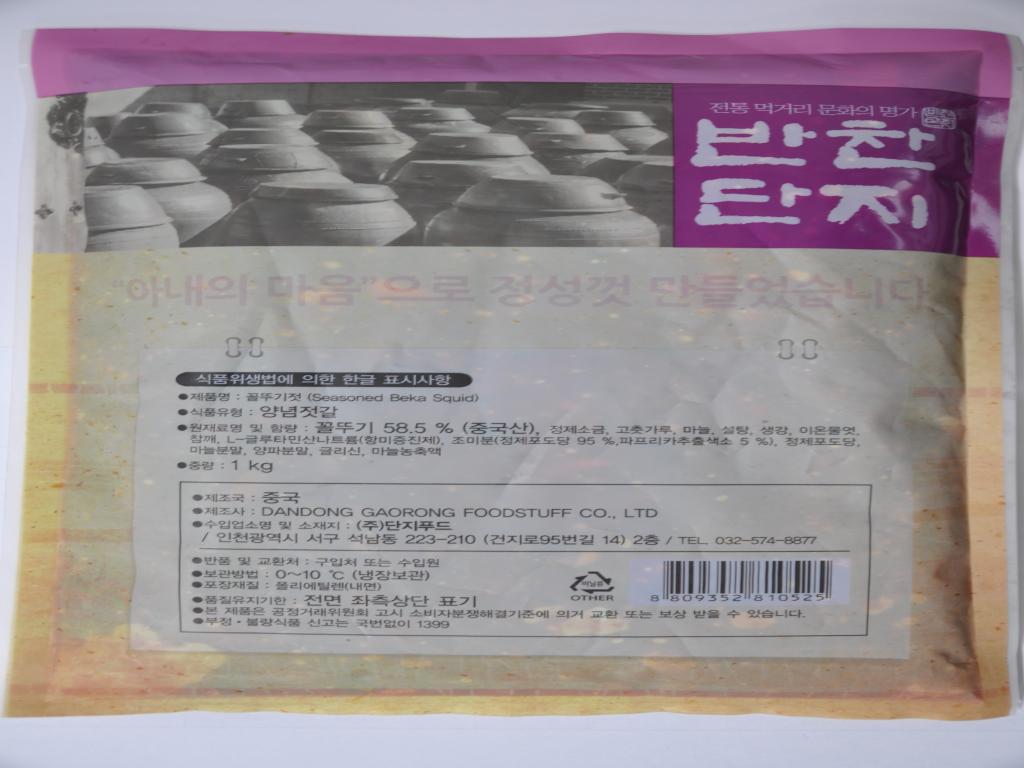 전통 먹거리 문화의 명가
반찬
단지
"아내의 마음"으로 정성껏 만들었습니다
식품위생법에 의한 한글 표시사항
●제품명 : 꼴뚜기젓 (Seasoned Beka Squid)
●식품유형 : 양념젓갈
●원재료명 및 함량 : 꼴뚜기 58.5 % (중국산), 정제소금, 고춧가루, 마늘, 설탕, 생강, 이온물엿,
참깨, L-글루타민산나트륨(향미증진제), 조미분(정제포도당 95 %,파프리카추출색소 5 %), 정제포도당,
마늘분말, 양파분말, 글리신, 마늘농축액
●중량 : 1 kg
●제조국 : 중국
●제조사 : DANDONG GAORONG FOODSTUFF CO., LTD
●수입업소명 및 소재지 : (주)단지푸드
/ 인천광역시 서구 석남동 223-210 (건지로95번길 14) 2층 / TEL. 032-574-8877
●반품 및 교환처 : 구입처 또는 수입원
●보관방법 : 0~10 ℃ (냉장보관)
●포장재질 : 폴리에틸렌(내면)
●품질유지기한 : 전면 좌측상단 표기
●본 제품은 공정거래위원회 고시 소비자분쟁해결기준에 의거 교환 또는 보상 받을 수 있습니다.
●부정·불량식품 신고는 국번없이 1399
비닐류
OTHER
8 809352 810525